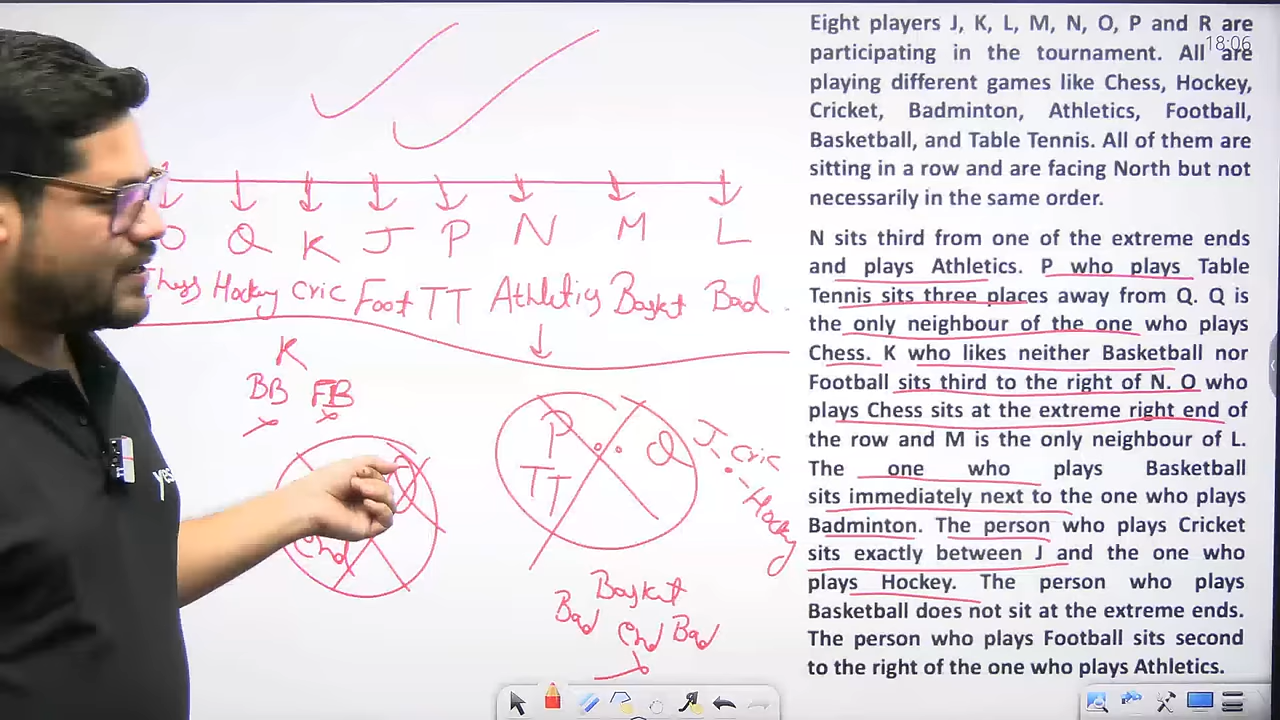 Eight players J, K, L, M, N, O, P and R are
18:06
participating in the tournament. All are
playing different games like Chess, Hockey,
Cricket, Badminton, Athletics, Football,
Basketball, and Table Tennis. All of them are
sitting in a row and are facing North but not
necessarily in the same order.
N sits third from one of the extreme ends
and plays Athletics. P who plays Table
Tennis sits three places away from Q. Q is
the only neighbour of the one who plays
Chess. K who likes neither Basketball nor
Football sits third to the right of N. O who
plays Chess sits at the extreme right end of
the row and M is the only neighbour of L.
The one who plays Basketball
sits immediately next to the one who plays
Badminton. The person who plays Cricket
sits exactly between J and the one who
plays Hockey. The person who plays
Basketball does not sit at the extreme ends.
The person who plays Football sits second
to the right of the one who plays Athletics.
O Q K J P N M L
Hockey Cric Foot TT Athletics Basket Bad
K
BB FB
P Q
TT
J Cric
Hockey
Basket
Bad Bad
yes